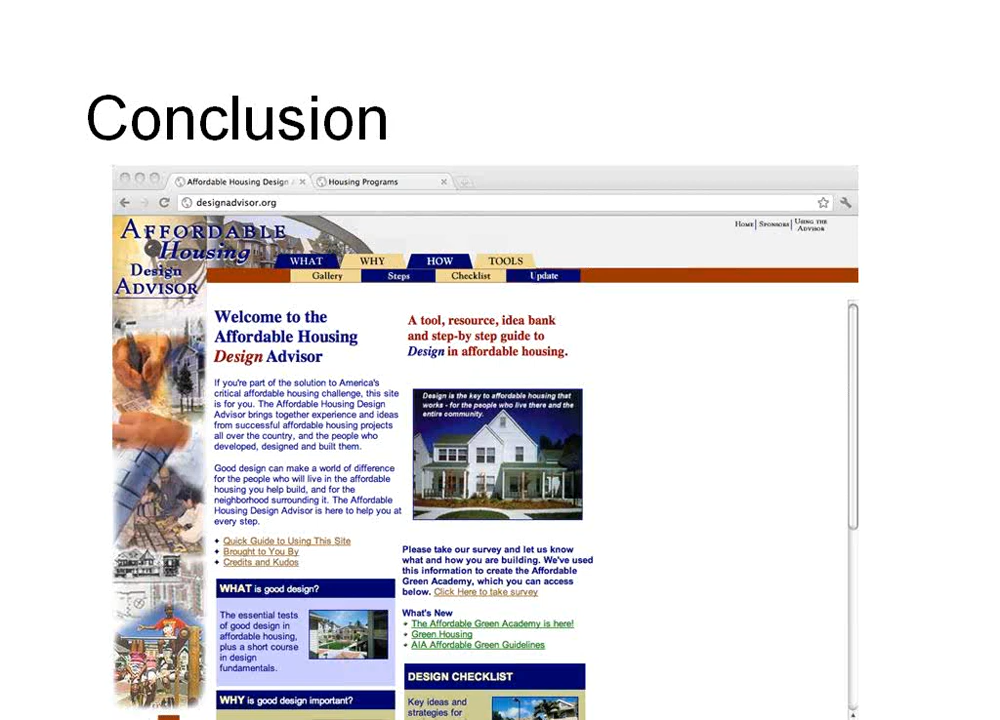 Conclusion
Affordable Housing Design
Housing Programs
designadvisor.org
AFFORDABLE
Housing
Design
ADVISOR
HOME | SPONSORS | USING THE
ADVISOR
WHAT WHY HOW TOOLS
Gallery Steps Checklist Update
Welcome to the
Affordable Housing
Design Advisor
If you're part of the solution to America's
critical affordable housing challenge, this site
is for you. The Affordable Housing Design
Advisor brings together experience and ideas
from successful affordable housing projects
all over the country, and the people who
developed, designed and built them.
Good design can make a world of difference
for the people who will live in the affordable
housing you help build, and for the
neighborhood surrounding it. The Affordable
Housing Design Advisor is here to help you at
every step.
Quick Guide to Using This Site
Brought to You By
Credits and Kudos
WHAT is good design?
The essential tests
of good design in
affordable housing,
plus a short course
in design
fundamentals.
WHY is good design important?
A tool, resource, idea bank
and step-by step guide to
Design in affordable housing.
Design is the key to affordable housing that
works - for the people who live there and the
entire community.
Please take our survey and let us know
what and how you are building. We've used
this information to create the Affordable
Green Academy, which you can access
below. Click Here to take survey
What's New
The Affordable Green Academy is here!
Green Housing
AIA Affordable Green Guidelines
DESIGN CHECKLIST
Key ideas and
strategies for